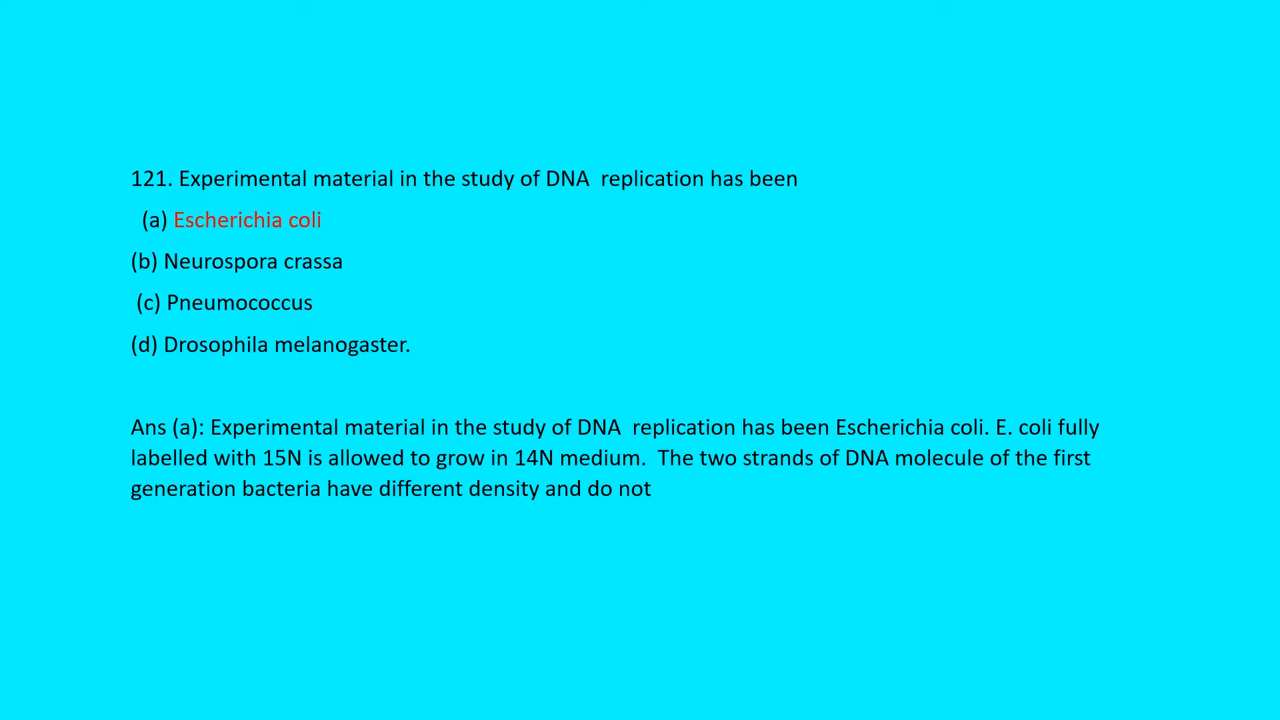 121. Experimental material in the study of DNA  replication has been
(a) Escherichia coli
(b) Neurospora crassa
(c) Pneumococcus
(d) Drosophila melanogaster.
Ans (a): Experimental material in the study of DNA  replication has been Escherichia coli. E. coli fully
labelled with 15N is allowed to grow in 14N medium.  The two strands of DNA molecule of the first
generation bacteria have different density and do not